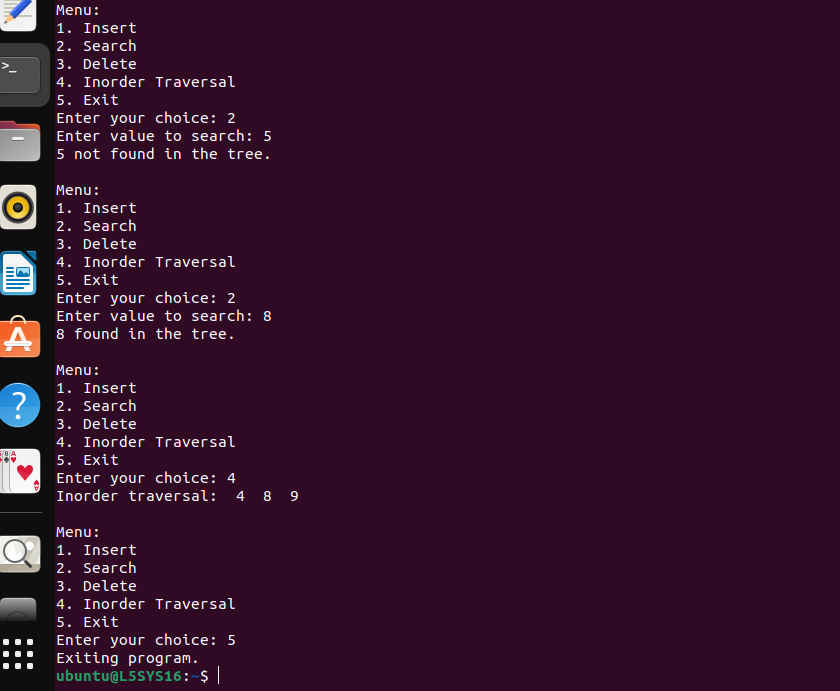 Menu:
1. Insert
2. Search
3. Delete
4. Inorder Traversal
5. Exit
Enter your choice: 2
Enter value to search: 5
5 not found in the tree.
Menu:
1. Insert
2. Search
3. Delete
4. Inorder Traversal
5. Exit
Enter your choice: 2
Enter value to search: 8
8 found in the tree.
Menu:
1. Insert
2. Search
3. Delete
4. Inorder Traversal
5. Exit
Enter your choice: 4
Inorder traversal:  4  8  9
Menu:
1. Insert
2. Search
3. Delete
4. Inorder Traversal
5. Exit
Enter your choice: 5
Exiting program.
ubuntu@L5SYS16:~$